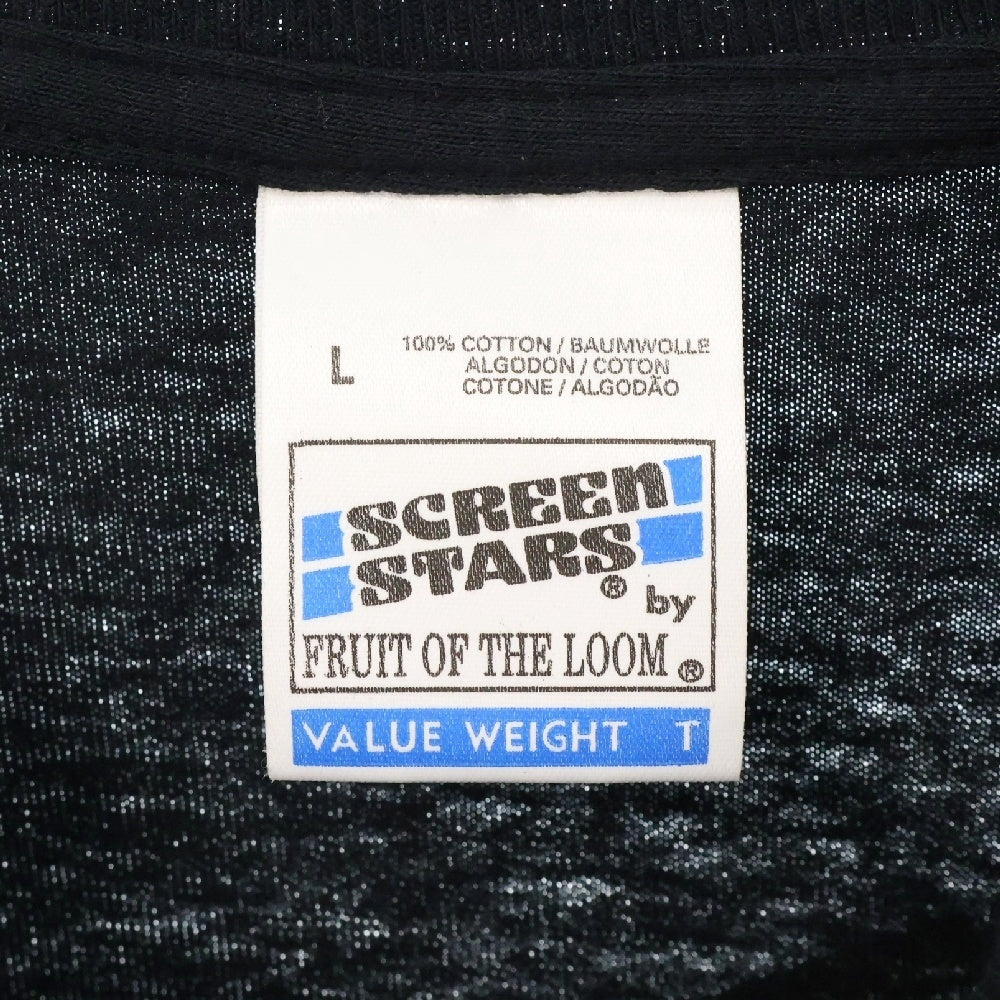 L
100% COTTON / BAUMWOLLE
ALGODON / COTON
COTONE / ALGODÃO
SCREEN
STARS®
by
FRUIT OF THE LOOM®
VALUE WEIGHT T